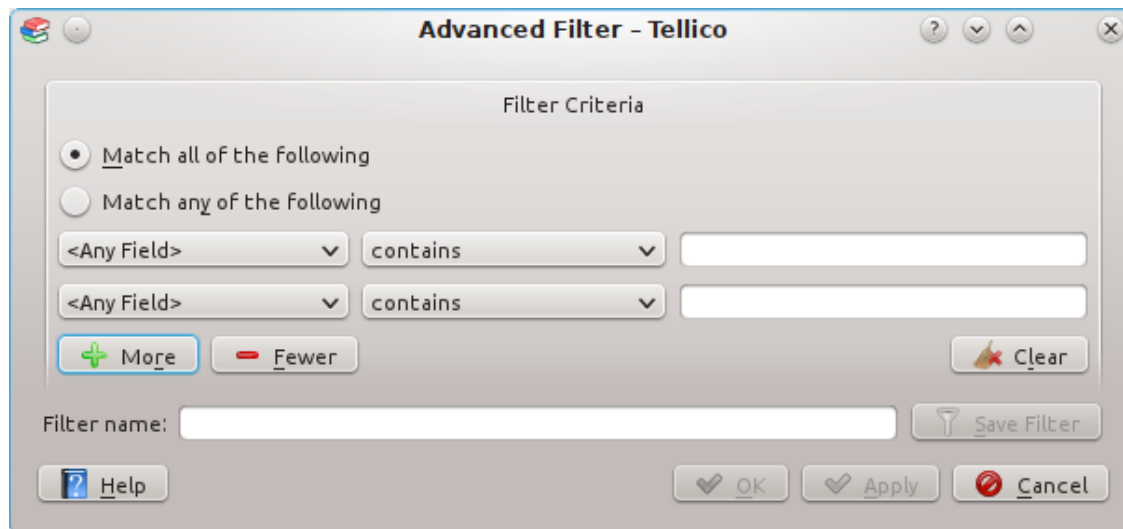 Advanced Filter – Tellico
Filter Criteria
Match all of the following
Match any of the following
<Any Field> contains
<Any Field> contains
More Fewer Clear
Filter name: Save Filter
Help OK Apply Cancel